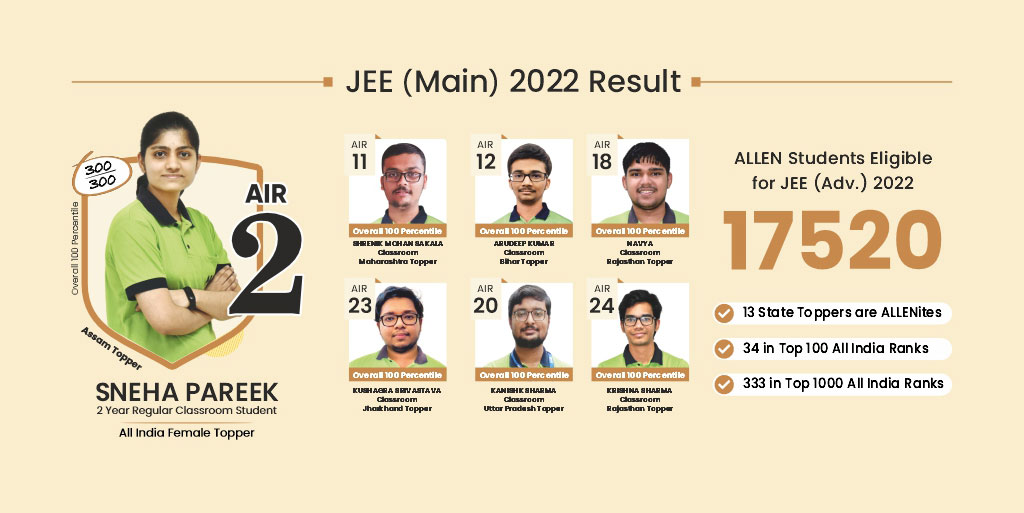 JEE (Main) 2022 Result
300
300
Overall 100 Percentile
AIR
2
Assam Topper
SNEHA PAREEK
2 Year Regular Classroom Student
All India Female Topper
AIR
11
Overall 100 Percentile
SHRENIK MOHAN SAKALA
Classroom
Maharashtra Topper
AIR
12
Overall 100 Percentile
ARUDEEP KUMAR
Classroom
Bihar Topper
AIR
18
Overall 100 Percentile
NAVYA
Classroom
Rajasthan Topper
AIR
23
Overall 100 Percentile
KUSHAGRA SRIVASTAVA
Classroom
Jharkhand Topper
AIR
20
Overall 100 Percentile
KANISHK SHARMA
Classroom
Uttar Pradesh Topper
AIR
24
Overall 100 Percentile
KRISHNA SHARMA
Classroom
Rajasthan Topper
ALLEN Students Eligible
for JEE (Adv.) 2022
17520
13 State Toppers are ALLENites
34 in Top 100 All India Ranks
333 in Top 1000 All India Ranks